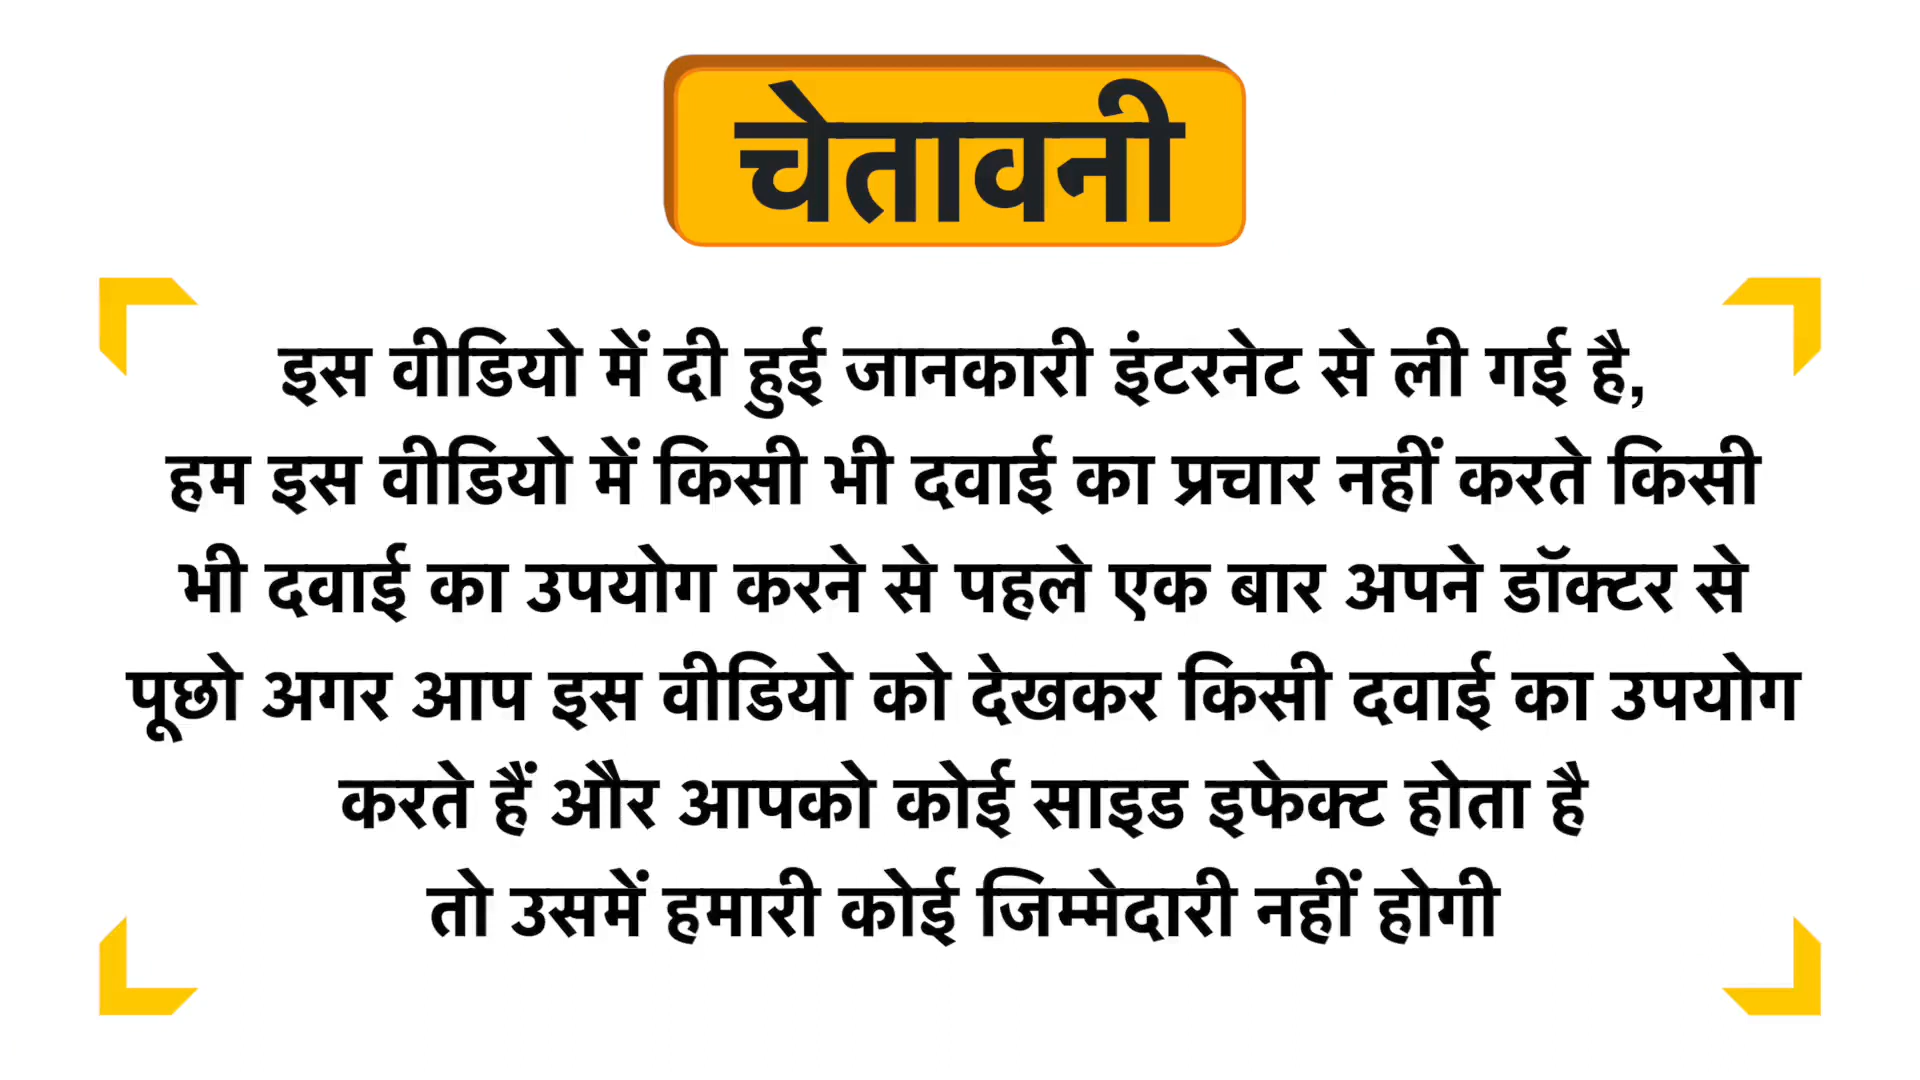 चेतावनी
इस वीडियो में दी हुई जानकारी इंटरनेट से ली गई है,
हम इस वीडियो में किसी भी दवाई का प्रचार नहीं करते किसी
भी दवाई का उपयोग करने से पहले एक बार अपने डॉक्टर से
पूछो अगर आप इस वीडियो को देखकर किसी दवाई का उपयोग
करते हैं और आपको कोई साइड इफेक्ट होता है
तो उसमें हमारी कोई जिम्मेदारी नहीं होगी